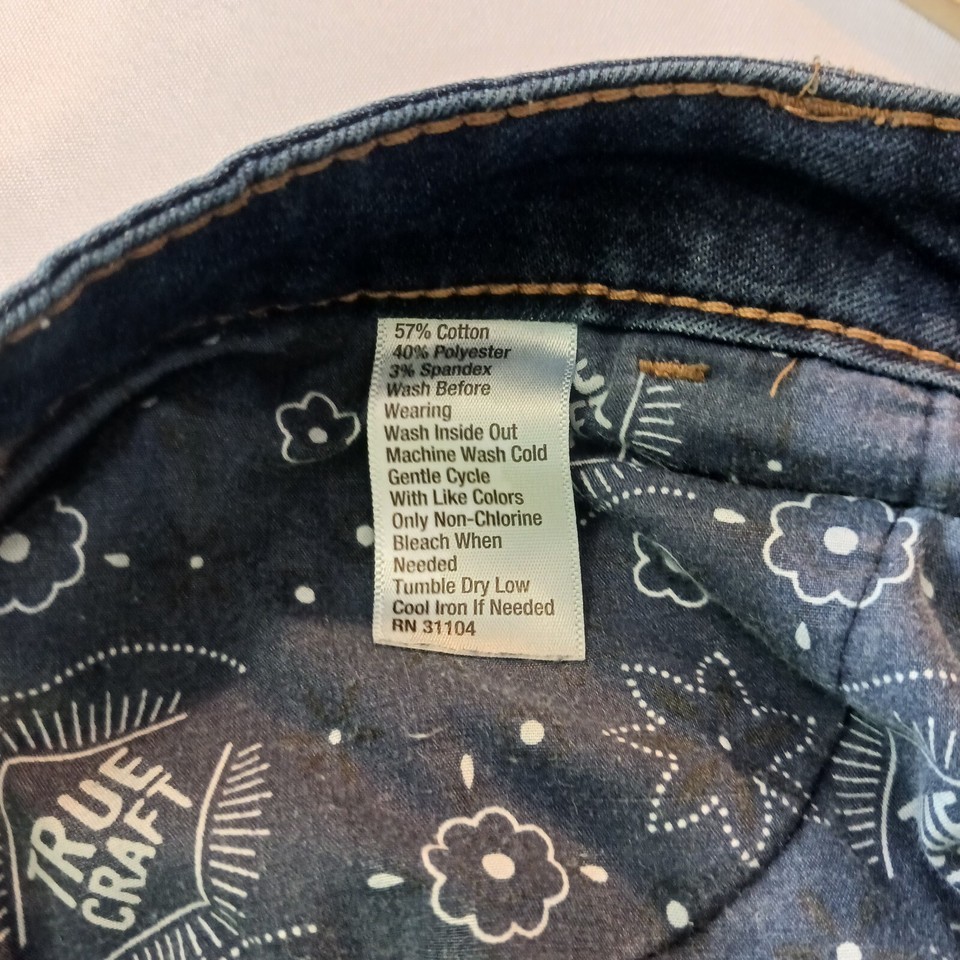 57% Cotton
40% Polyester
3% Spandex
Wash Before
Wearing
Wash Inside Out
Machine Wash Cold
Gentle Cycle
With Like Colors
Only Non-Chlorine
Bleach When
Needed
Tumble Dry Low
Cool Iron If Needed
RN 31104
TRUE
CRAFT